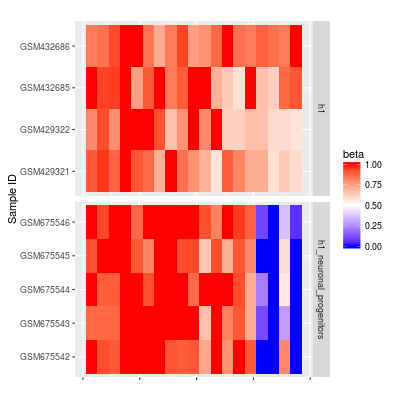 Sample ID
GSM432686
GSM432685
GSM429322
GSM429321
h1
GSM675546
GSM675545
GSM675544
GSM675543
GSM675542
h1_neuronal_progenitors
beta
1.00
0.75
0.50
0.25
0.00